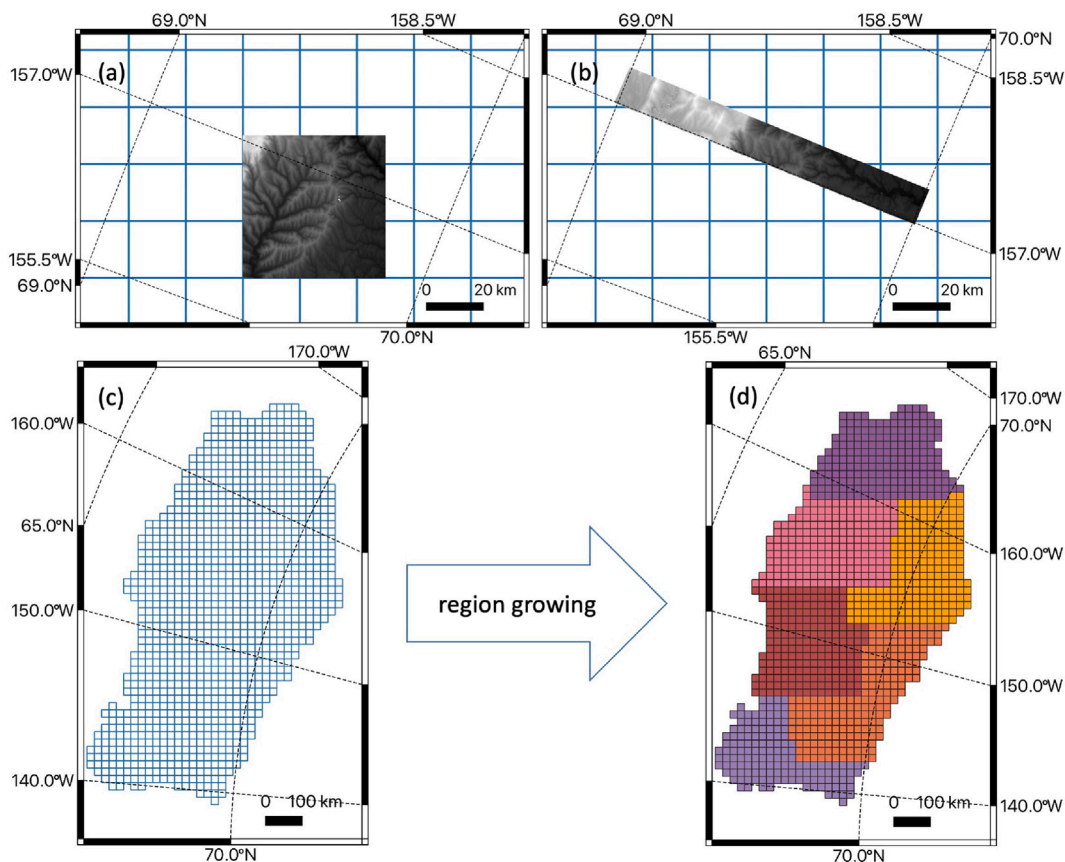 69.0°N 158.5°W
69.0°N 158.5°W 70.0°N
(a)
(b)
157.0°W
158.5°W
155.5°W
69.0°N
157.0°W
0 20 km
0 20 km
70.0°N
155.5°W
170.0°W
65.0°N
(c)
(d)
160.0°W
170.0°W
70.0°N
65.0°N
160.0°W
region growing
150.0°W
150.0°W
140.0°W
0 100 km
0 100 km
140.0°W
70.0°N
70.0°N